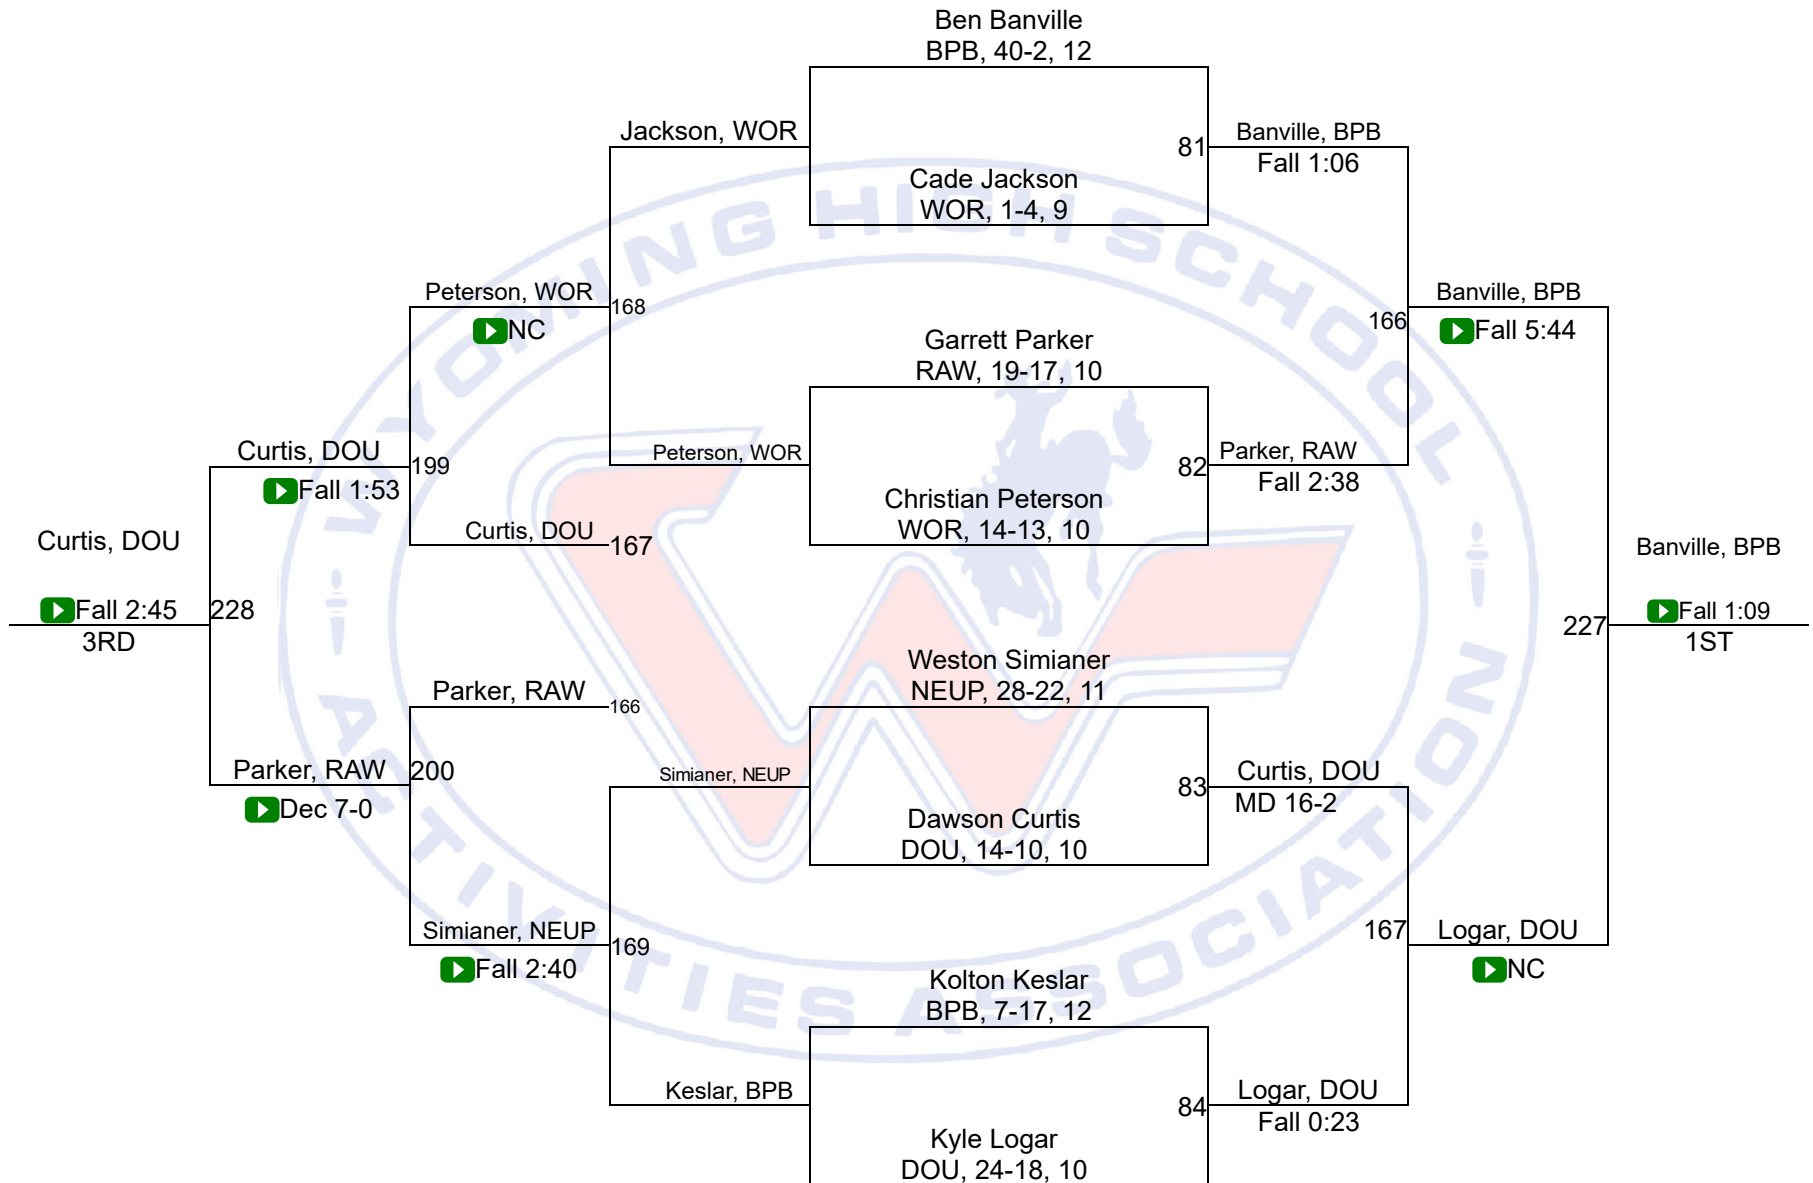 Ben Banville
BPB, 40-2, 12
Jackson, WOR
81
Banville, BPB
Fall 1:06
Cade Jackson
WOR, 1-4, 9
Peterson, WOR
NC
168
Banville, BPB
Fall 5:44
166
Garrett Parker
RAW, 19-17, 10
Curtis, DOU
Fall 1:53
199
Peterson, WOR
82
Parker, RAW
Fall 2:38
Christian Peterson
WOR, 14-13, 10
Curtis, DOU
167
Curtis, DOU
Fall 2:45
3RD
228
Banville, BPB
Fall 1:09
1ST
227
Weston Simianer
NEUP, 28-22, 11
Parker, RAW
166
Parker, RAW
Dec 7-0
200
Simianer, NEUP
83
Curtis, DOU
MD 16-2
Dawson Curtis
DOU, 14-10, 10
Simianer, NEUP
Fall 2:40
169
167
Logar, DOU
NC
Kolton Keslar
BPB, 7-17, 12
Keslar, BPB
84
Logar, DOU
Fall 0:23
Kyle Logar
DOU, 24-18, 10
WYOMING HIGH SCHOOL
ACTIVITIES ASSOCIATION